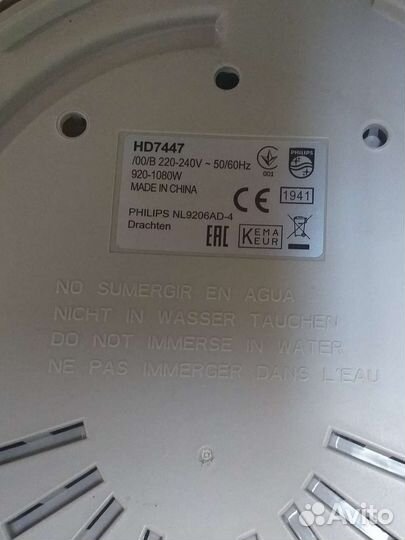 HD7447
/00/B 220-240V ~ 50/60Hz
920-1080W
MADE IN CHINA
001
PHILIPS
CE
1941
PHILIPS NL9206AD-4
Drachten
EAC
KEMA
KEUR
NO SUMERGIR EN AGUA
NICHT IN WASSER TAUCHEN
DO NOT IMMERSE IN WATER
NE PAS IMMERGER DANS L'EAU
Avito